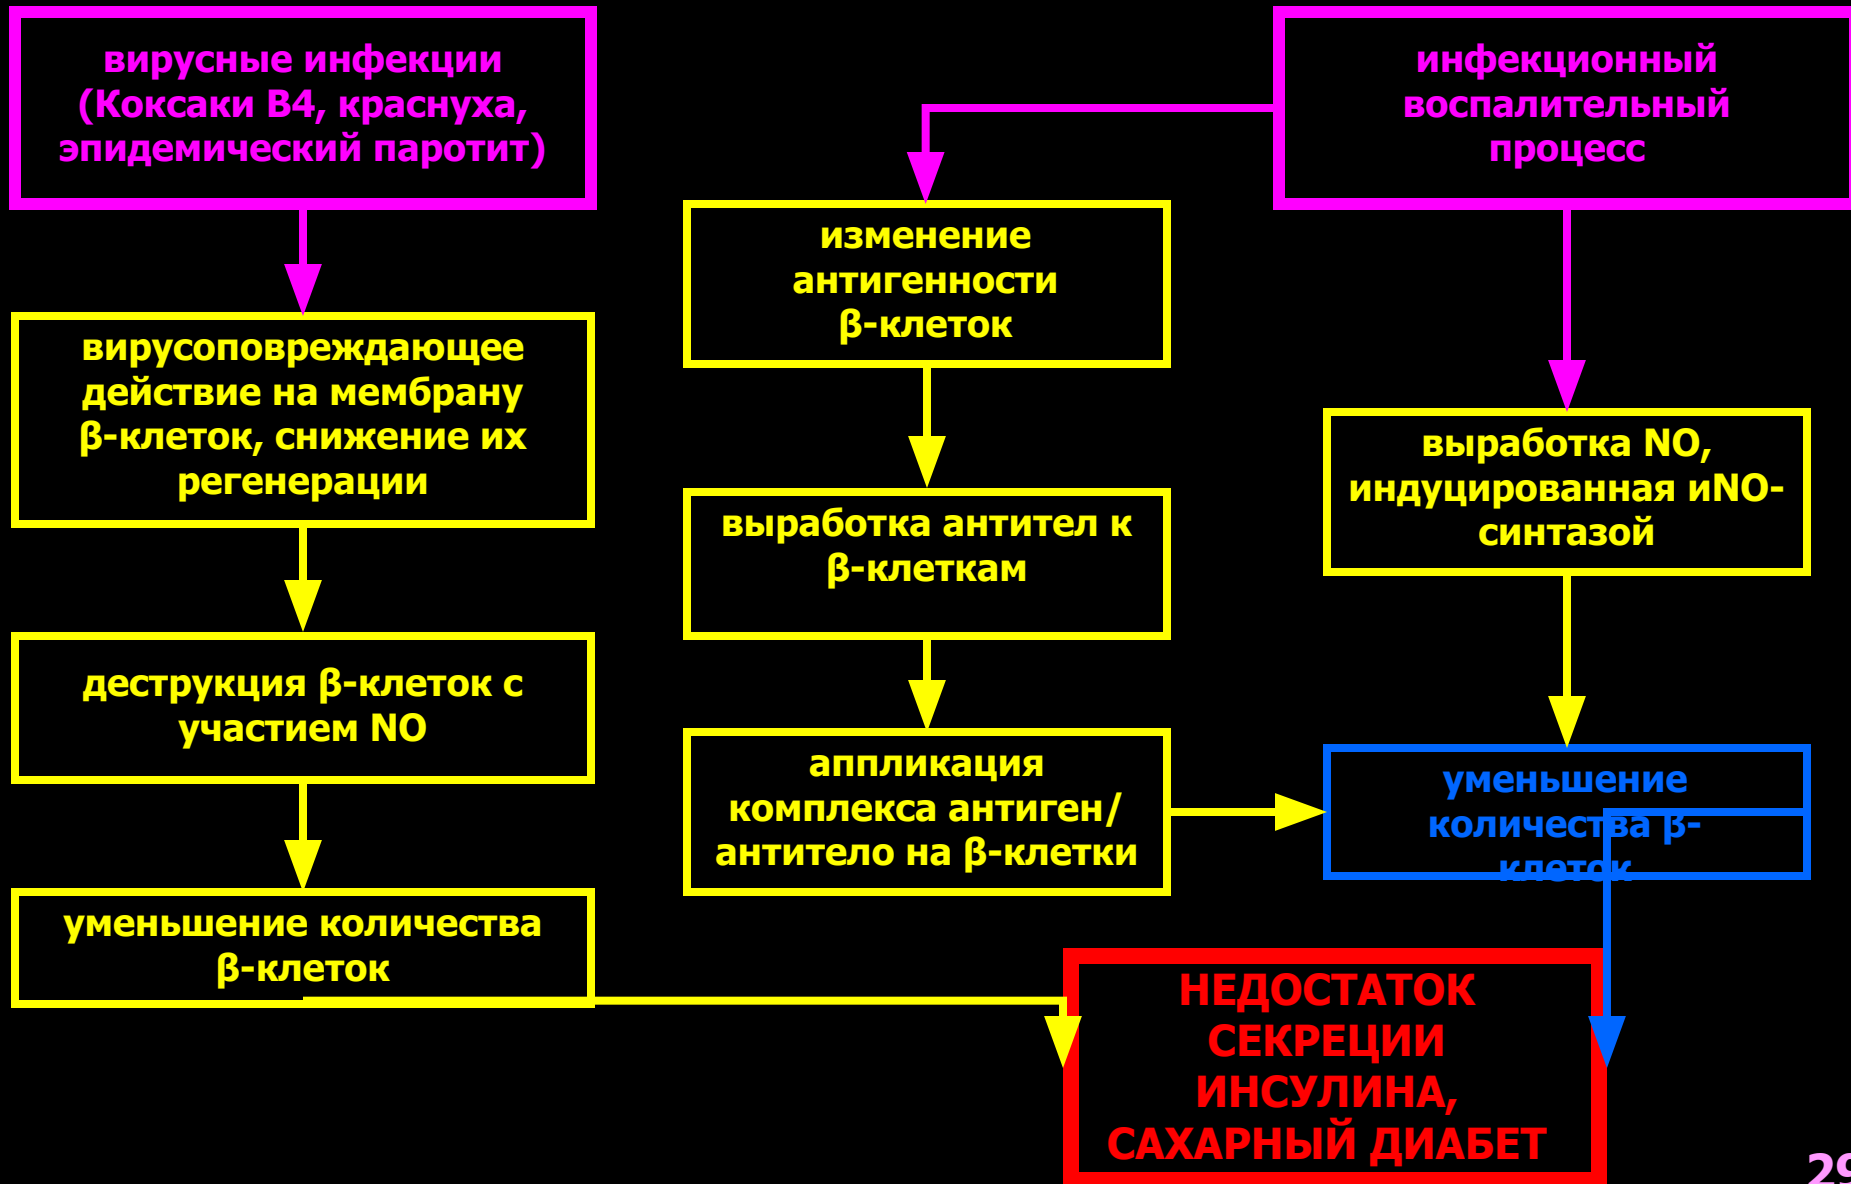 вирусные инфекции
(Коксаки В4, краснуха,
эпидемический паротит)
вирусоповреждающее
действие на мембрану
β-клеток, снижение их
регенерации
деструкция β-клеток с
участием NO
уменьшение количества
β-клеток
изменение
антигенности
β-клеток
выработка антител к
β-клеткам
аппликация
комплекса антиген/
антитело на β-клетки
инфекционный
воспалительный
процесс
выработка NO,
индуцированная иNO-
синтазой
уменьшение
количества β-
клеток
НЕДОСТАТОК
СЕКРЕЦИИ
ИНСУЛИНА,
САХАРНЫЙ ДИАБЕТ
29